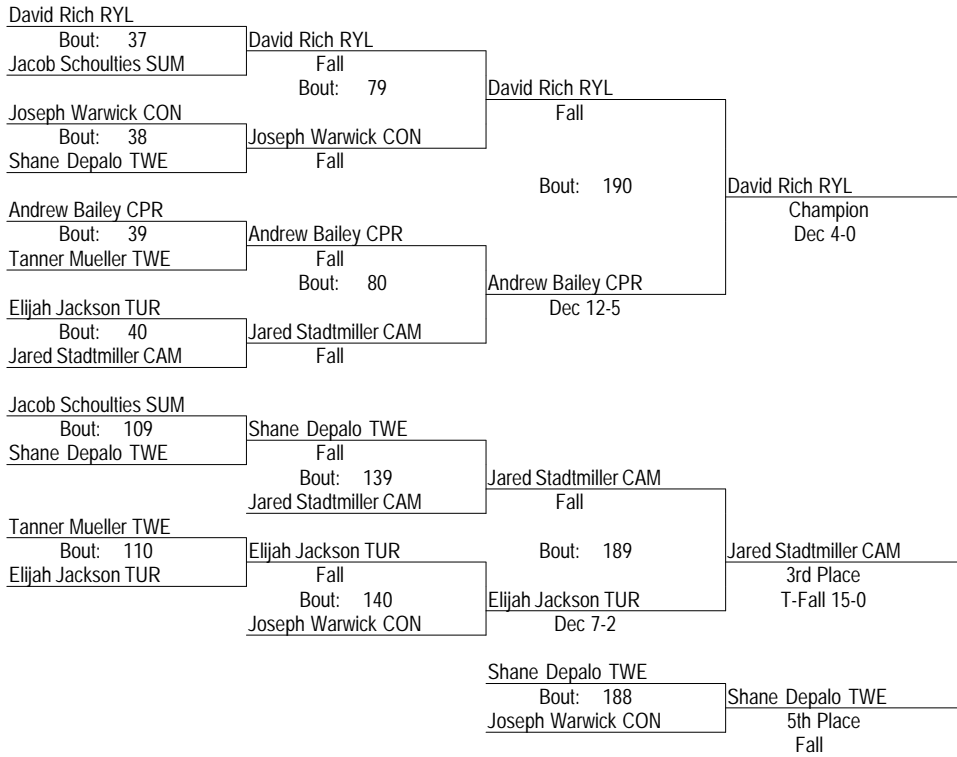 David Rich RYL
Bout: 37
David Rich RYL
Jacob Schoulties SUM
Fall
Bout: 79
David Rich RYL
Joseph Warwick CON
Fall
Bout: 38
Joseph Warwick CON
Shane Depalo TWE
Fall
Bout: 190
David Rich RYL
Andrew Bailey CPR
Champion
Bout: 39
Andrew Bailey CPR
Dec 4-0
Tanner Mueller TWE
Fall
Bout: 80
Andrew Bailey CPR
Elijah Jackson TUR
Dec 12-5
Bout: 40
Jared Stadtmiller CAM
Jared Stadtmiller CAM
Fall
Jacob Schoulties SUM
Bout: 109
Shane Depalo TWE
Shane Depalo TWE
Fall
Bout: 139
Jared Stadtmiller CAM
Jared Stadtmiller CAM
Fall
Tanner Mueller TWE
Bout: 110
Elijah Jackson TUR
Bout: 189
Jared Stadtmiller CAM
Elijah Jackson TUR
Fall
3rd Place
Bout: 140
Elijah Jackson TUR
T-Fall 15-0
Joseph Warwick CON
Dec 7-2
Shane Depalo TWE
Bout: 188
Shane Depalo TWE
Joseph Warwick CON
5th Place
Fall